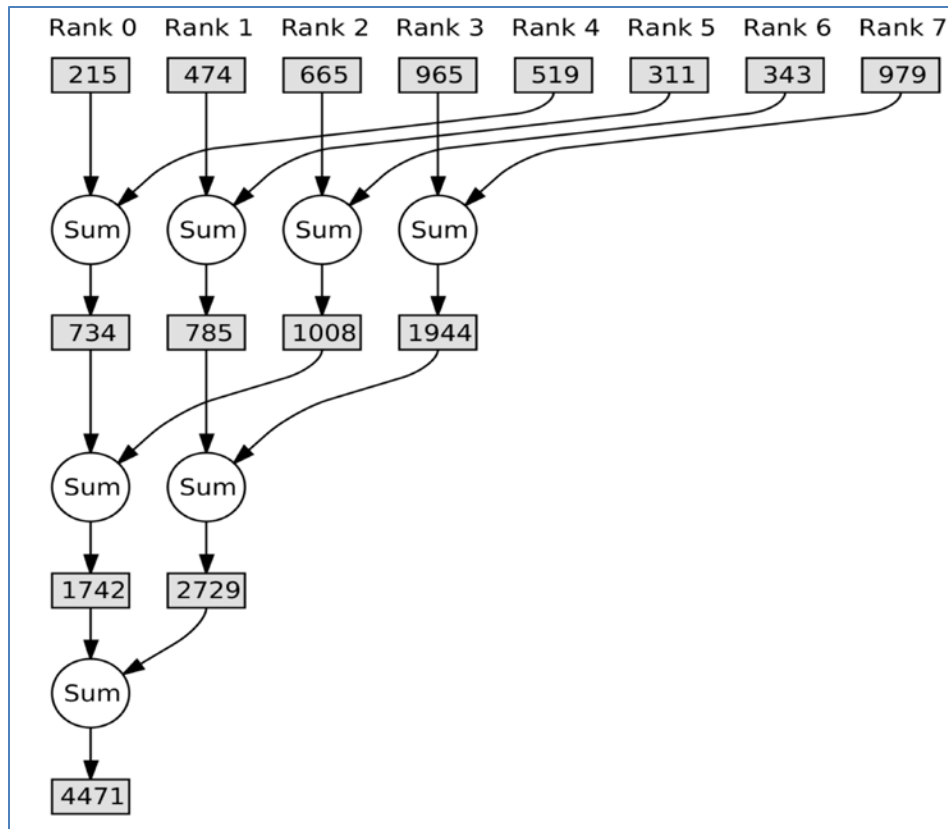 Rank 0 Rank 1 Rank 2 Rank 3 Rank 4 Rank 5 Rank 6 Rank 7
215 474 665 965 519 311 343 979
Sum Sum Sum Sum
734 785 1008 1944
Sum Sum
1742 2729
Sum
4471